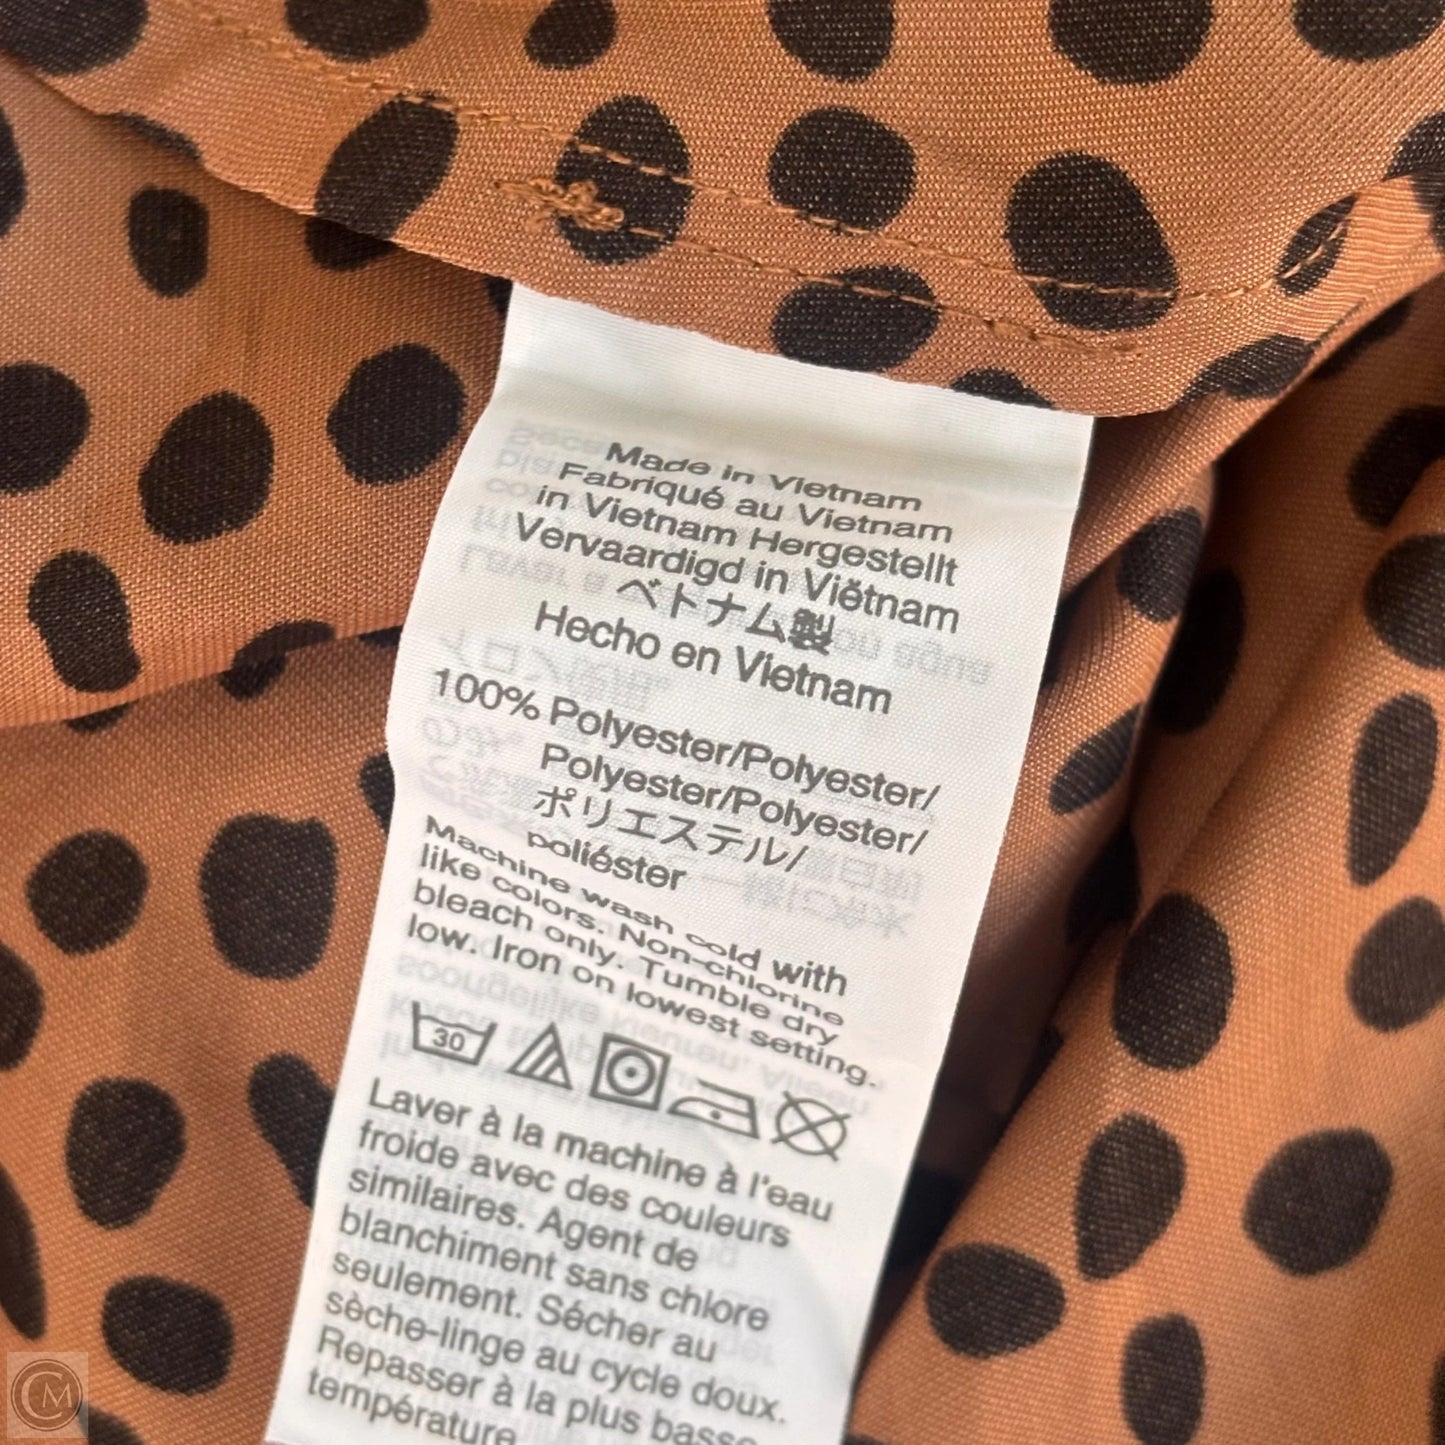 Made in Vietnam
Fabriqué au Vietnam
in Vietnam Hergestellt
Vervaardigd in Viëtnam
ベトナム製
Hecho en Vietnam
100% Polyester/Polyester/
Polyester/Polyester/
ポリエステル/
poliéster
Machine wash cold with
like colors. Non-chlorine
bleach only. Tumble dry
low. Iron on lowest setting.
30
Laver à la machine à l'eau
froide avec des couleurs
similaires. Agent de
blanchiment sans chlore
seulement. Sécher au
sèche-linge au cycle doux.
Repasser à la plus basse
température
CM